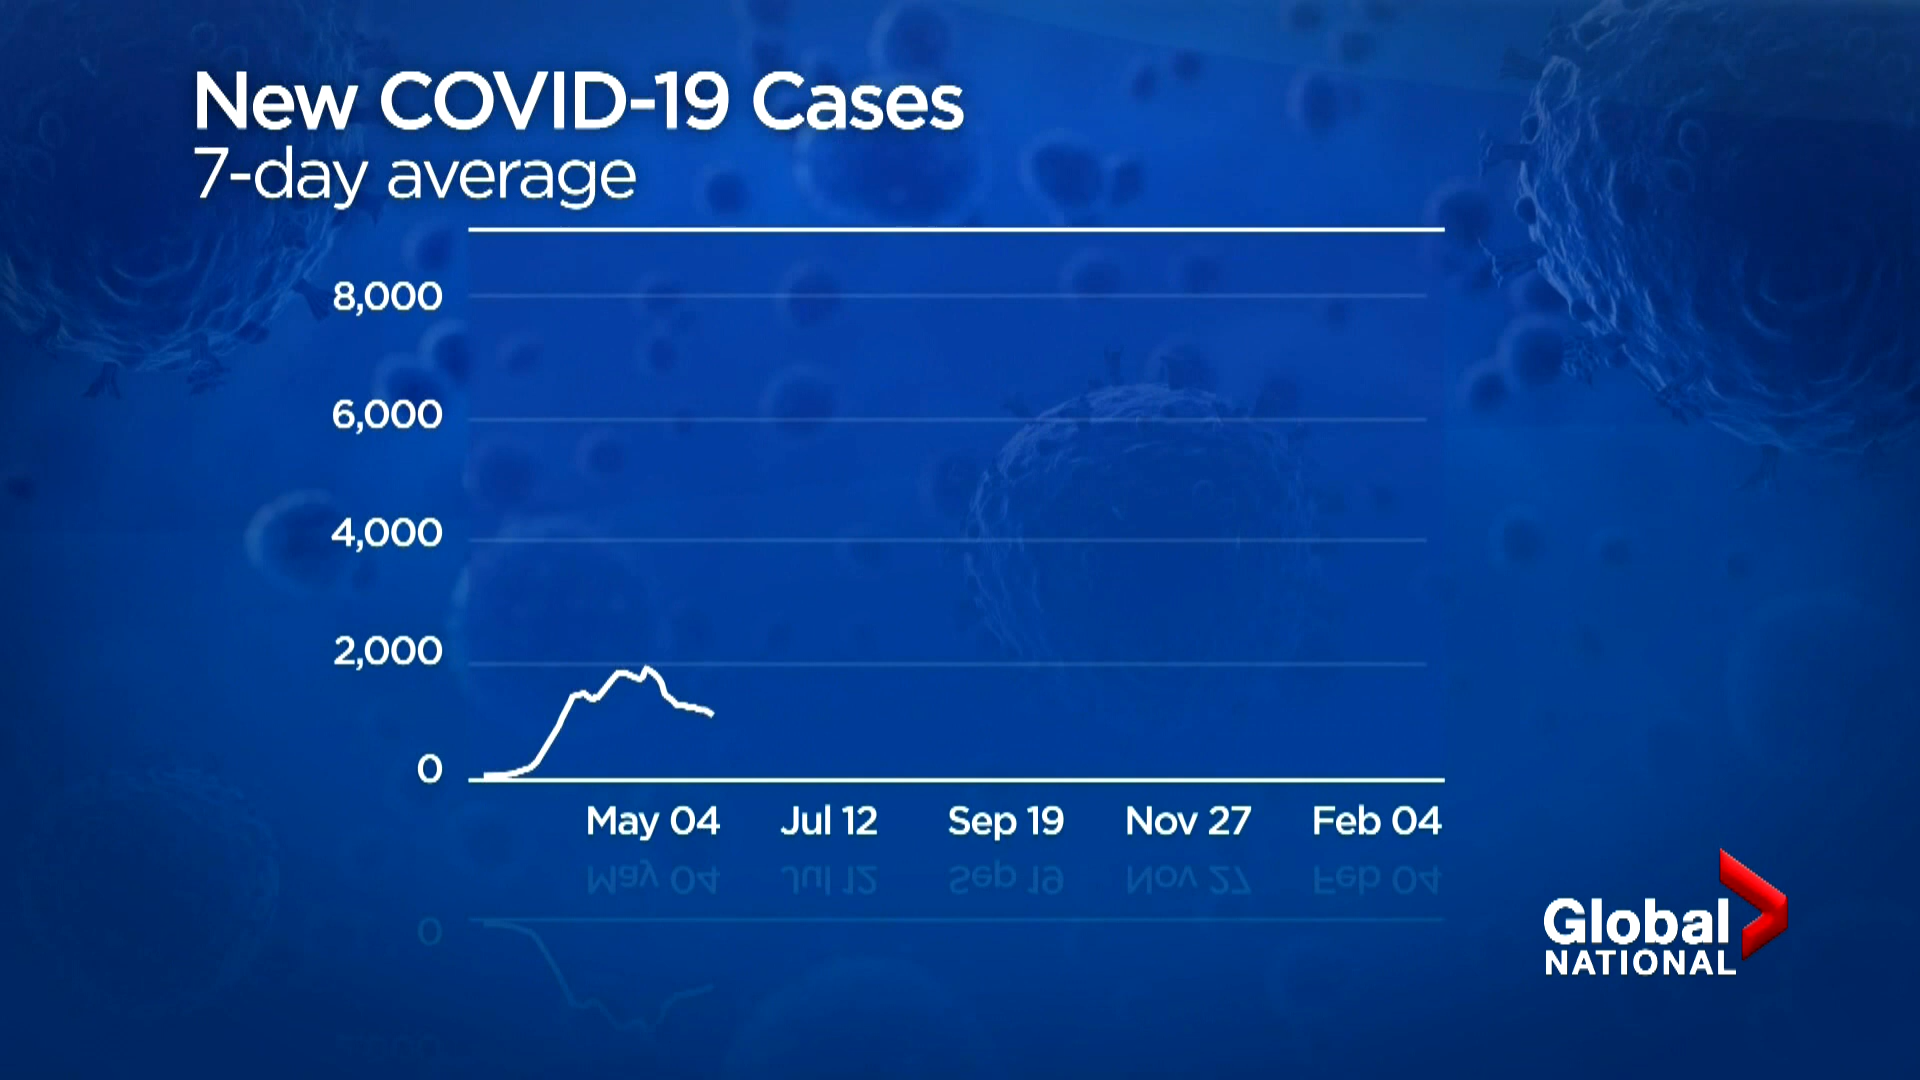 New COVID-19 Cases
7-day average
8,000
6,000
4,000
2,000
0
May 04 Jul 12 Sep 19 Nov 27 Feb 04
Global
NATIONAL